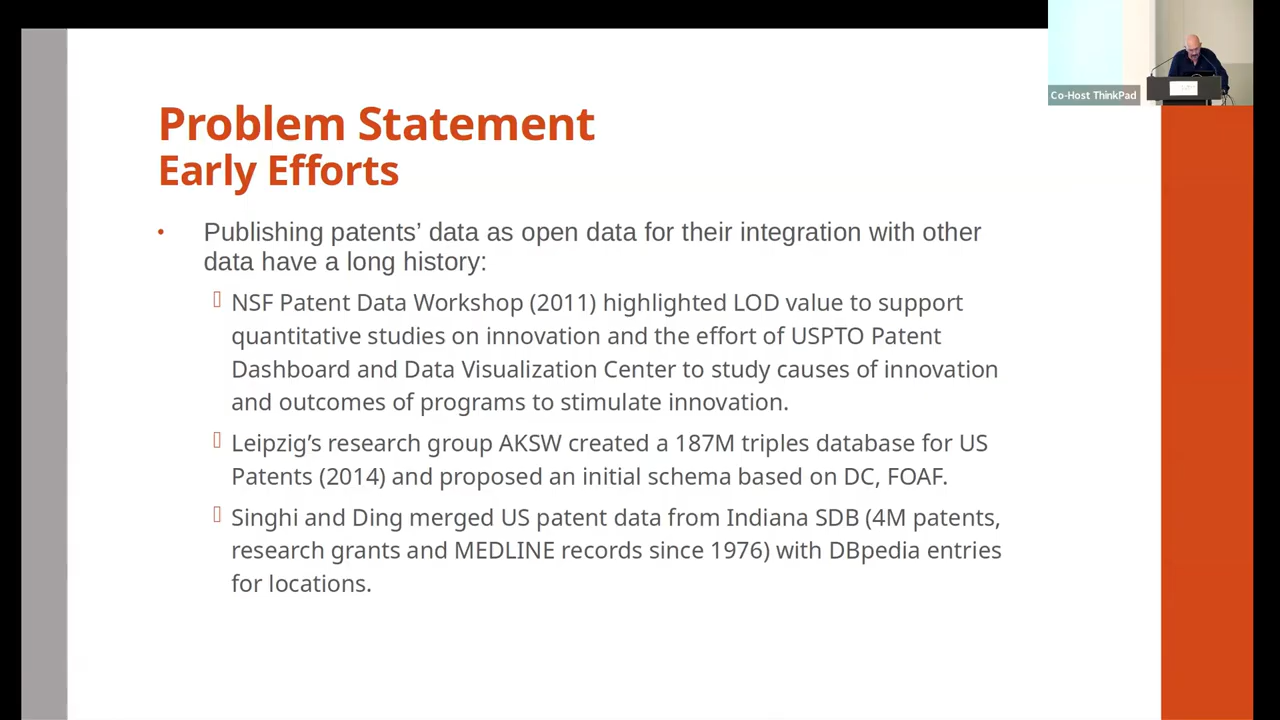 Co-Host ThinkPad
Problem Statement
Early Efforts
• Publishing patents’ data as open data for their integration with other
data have a long history:
NSF Patent Data Workshop (2011) highlighted LOD value to support
quantitative studies on innovation and the effort of USPTO Patent
Dashboard and Data Visualization Center to study causes of innovation
and outcomes of programs to stimulate innovation.
Leipzig’s research group AKSW created a 187M triples database for US
Patents (2014) and proposed an initial schema based on DC, FOAF.
Singhi and Ding merged US patent data from Indiana SDB (4M patents,
research grants and MEDLINE records since 1976) with DBpedia entries
for locations.